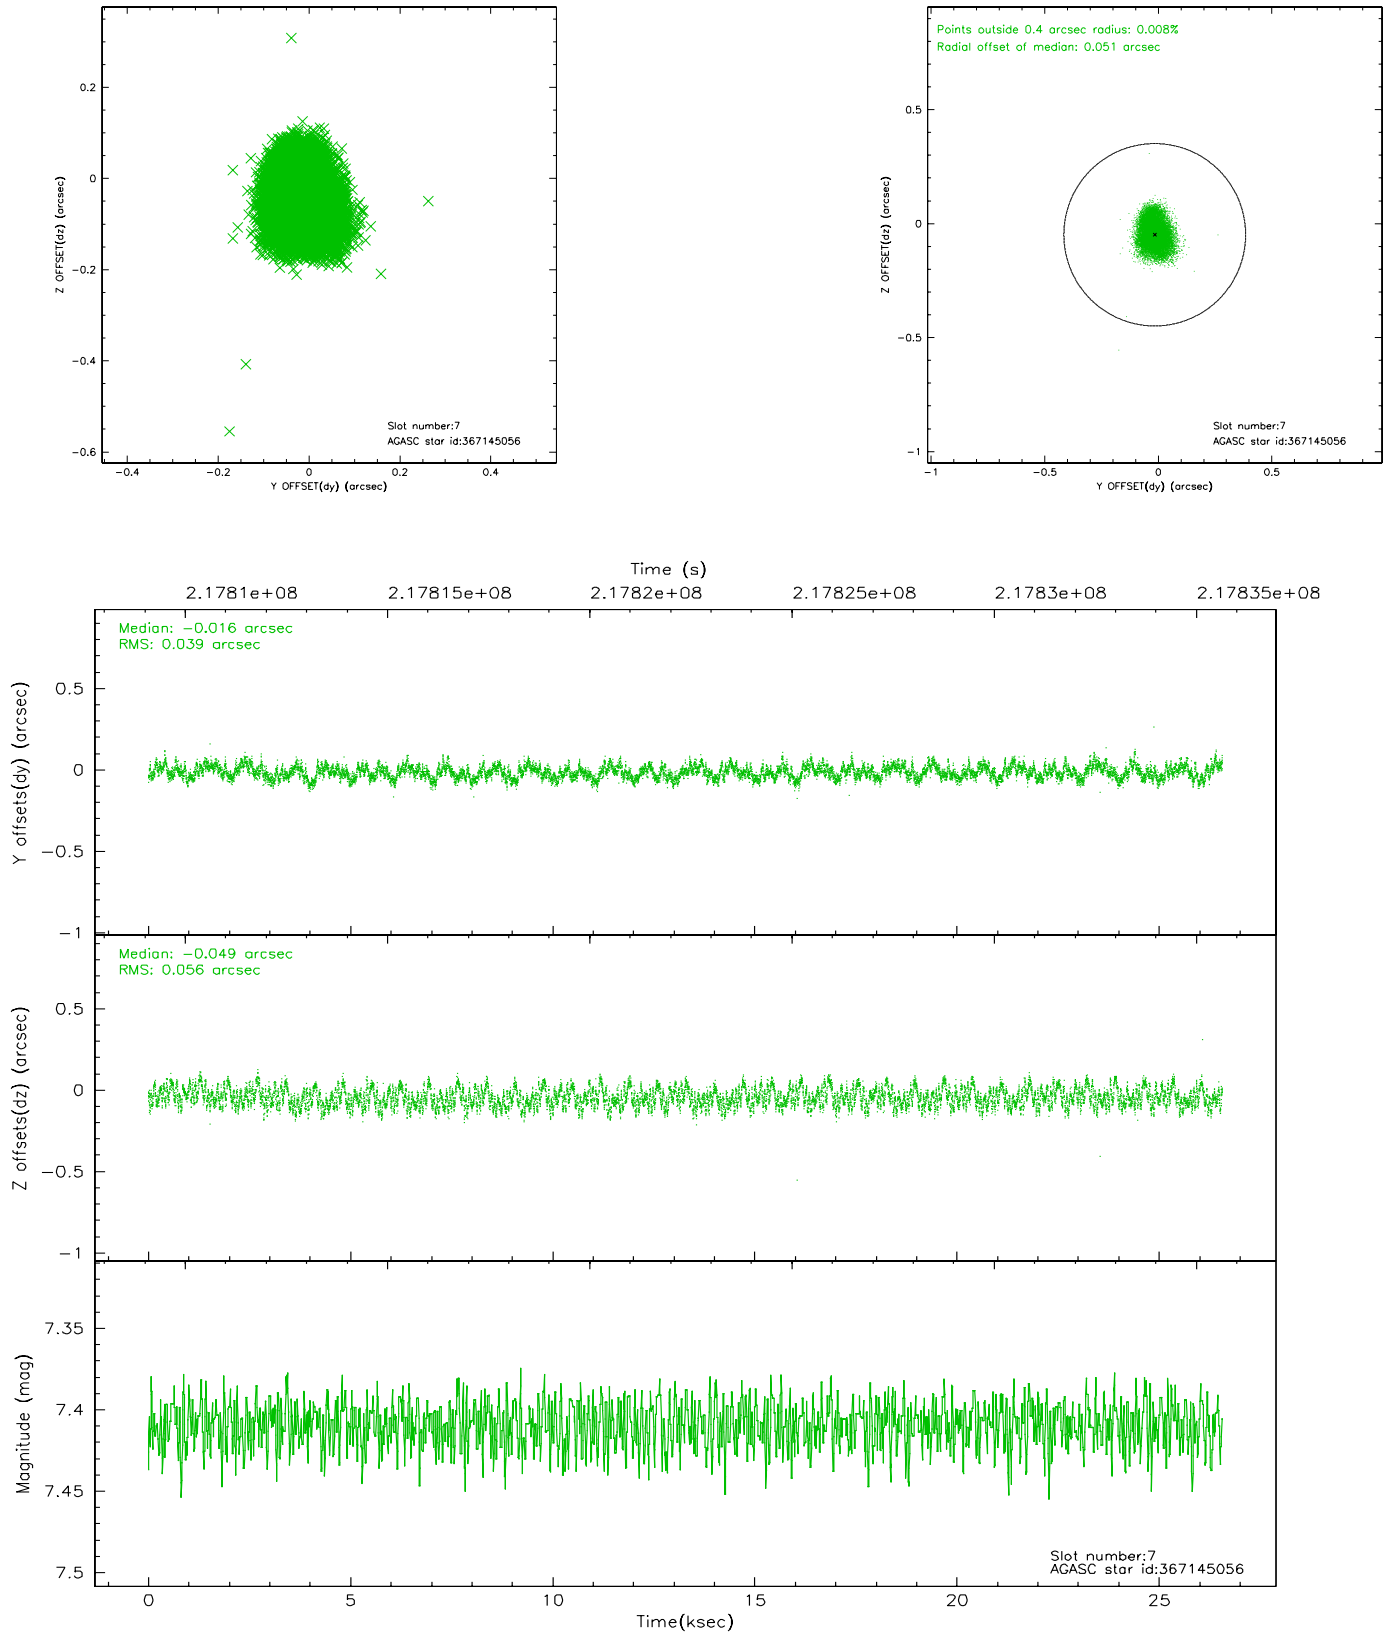 0.2
0
-0.2
-0.4
-0.6
Z OFFSET(dz) (arcsec)
Slot number:7
AGASC star id:367145056
-0.4
-0.2
0
0.2
0.4
Y OFFSET(dy) (arcsec)
Points outside 0.4 arcsec radius: 0.008%
Radial offset of median: 0.051 arcsec
0.5
0
-0.5
-1
Z OFFSET(dz) (arcsec)
Slot number:7
AGASC star id:367145056
-1
-0.5
0
0.5
Y OFFSET(dy) (arcsec)
Time (s)
2.1781e+08
2.17815e+08
2.1782e+08
2.17825e+08
2.1783e+08
2.17835e+08
Median: -0.016 arcsec
RMS: 0.039 arcsec
0.5
0
-0.5
-1
Y offsets(dy) (arcsec)
Median: -0.049 arcsec
RMS: 0.056 arcsec
0.5
0
-0.5
-1
Z offsets(dz) (arcsec)
7.35
7.4
7.45
7.5
Magnitude (mag)
Slot number:7
AGASC star id:367145056
0
5
10
15
20
25
Time(ksec)